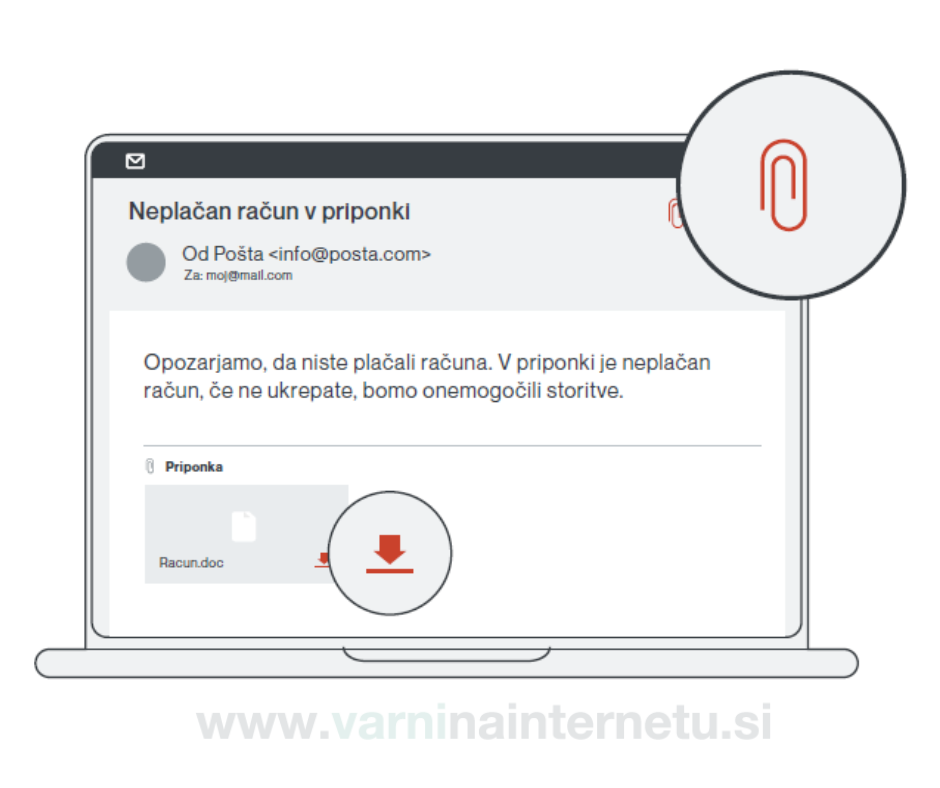 Neplačan račun v priponki
Od Pošta <info@posta.com>
Za: moj@mail.com
Opozarjamo, da niste plačali računa. V priponki je neplačan
račun, če ne ukrepate, bomo onemogočili storitve.
Priponka
Racun.doc
www.varninainternetu.si